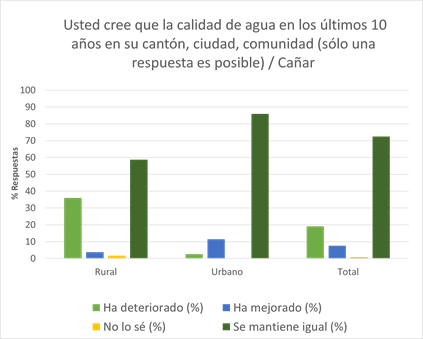 Usted cree que la calidad de agua en los últimos 10
años en su cantón, ciudad, comunidad (sólo una
respuesta es posible) / Cañar
% Respuestas
100
90
80
70
60
50
40
30
20
10
0
Rural Urbano Total
Ha deteriorado (%) Ha mejorado (%)
No lo sé (%) Se mantiene igual (%)